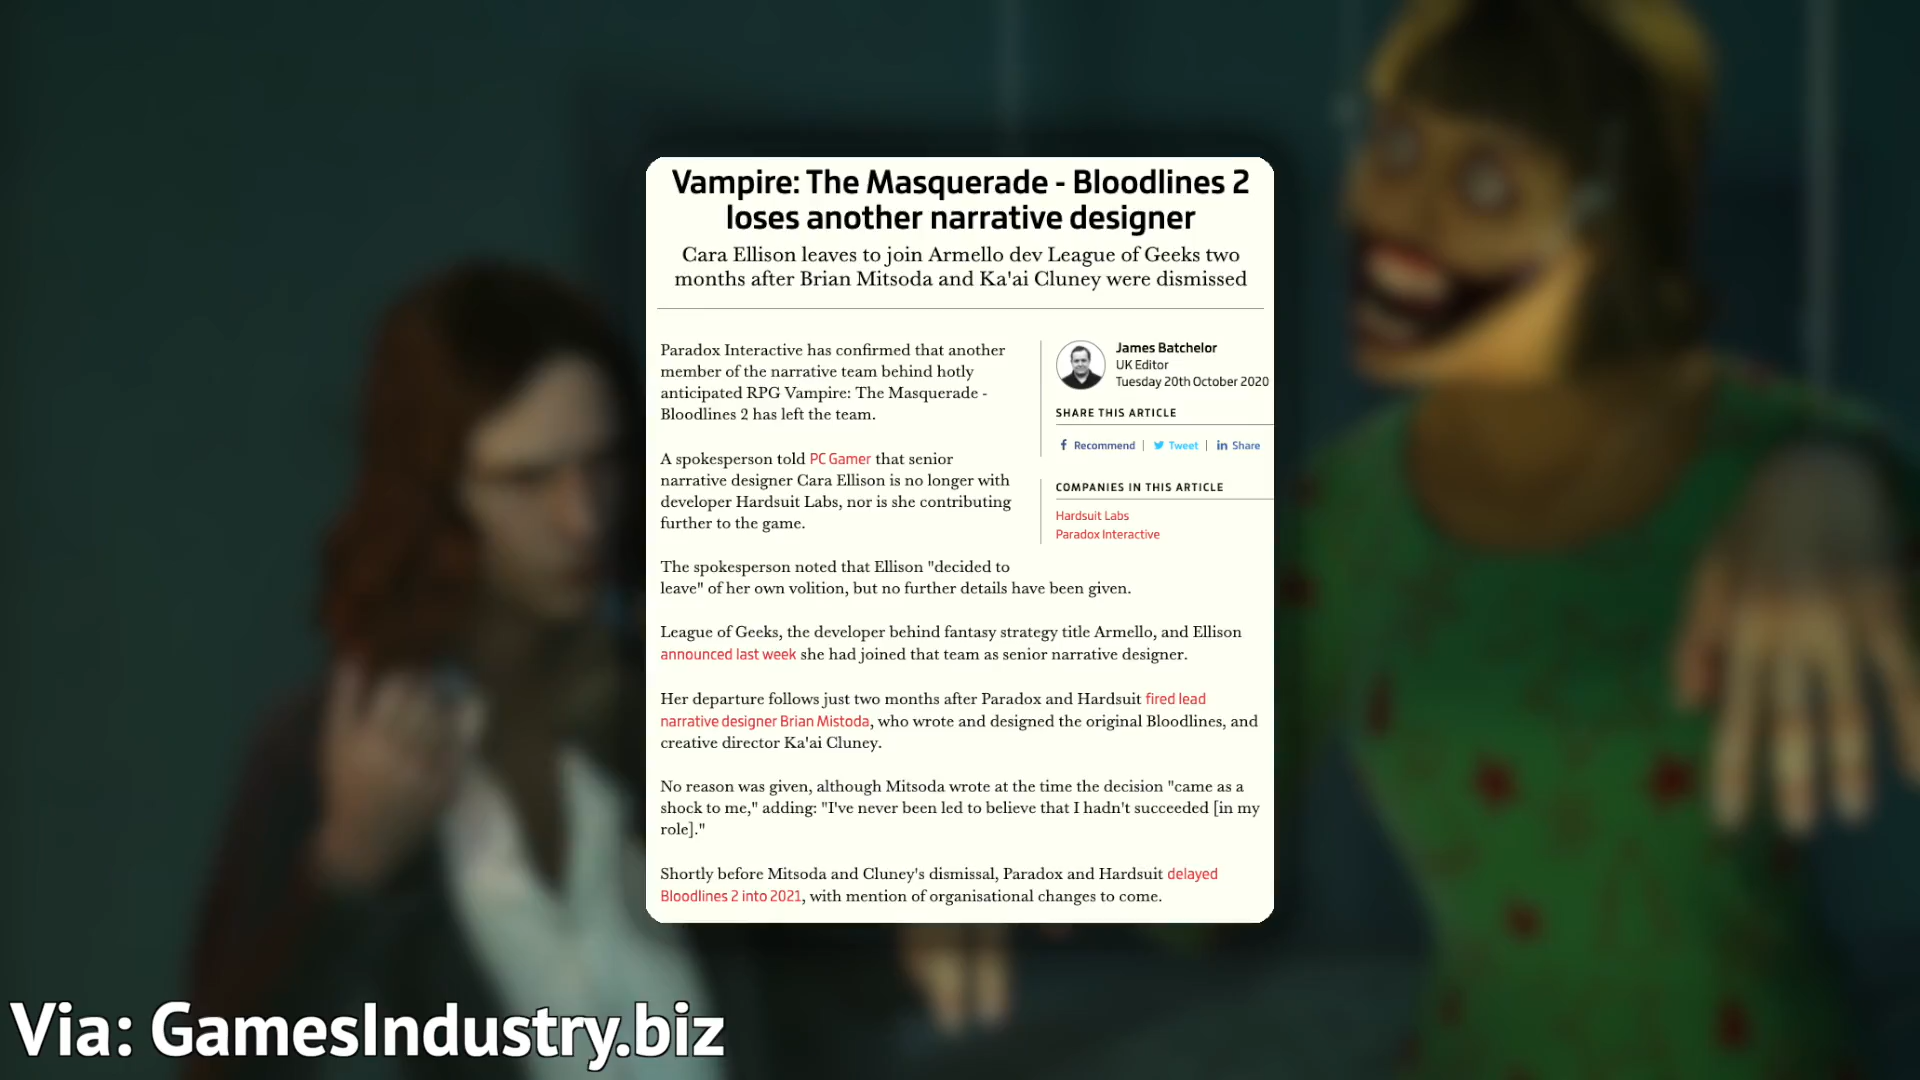 Vampire: The Masquerade - Bloodlines 2
loses another narrative designer
Cara Ellison leaves to join Armello dev League of Geeks two
months after Brian Mitsoda and Ka'ai Cluney were dismissed
Paradox Interactive has confirmed that another
member of the narrative team behind hotly
anticipated RPG Vampire: The Masquerade -
Bloodlines 2 has left the team.
A spokesperson told PC Gamer that senior
narrative designer Cara Ellison is no longer with
developer Hardsuit Labs, nor is she contributing
further to the game.
The spokesperson noted that Ellison "decided to
leave" of her own volition, but no further details have been given.
James Batchelor
UK Editor
Tuesday 20th October 2020
SHARE THIS ARTICLE
Recommend | Tweet | Share
COMPANIES IN THIS ARTICLE
Hardsuit Labs
Paradox Interactive
League of Geeks, the developer behind fantasy strategy title Armello, and Ellison
announced last week she had joined that team as senior narrative designer.
Her departure follows just two months after Paradox and Hardsuit fired lead
narrative designer Brian Mistoda, who wrote and designed the original Bloodlines, and
creative director Ka'ai Cluney.
No reason was given, although Mitsoda wrote at the time the decision "came as a
shock to me," adding: "I've never been led to believe that I hadn't succeeded [in my
role]."
Shortly before Mitsoda and Cluney's dismissal, Paradox and Hardsuit delayed
Bloodlines 2 into 2021, with mention of organisational changes to come.
Via: GamesIndustry.biz